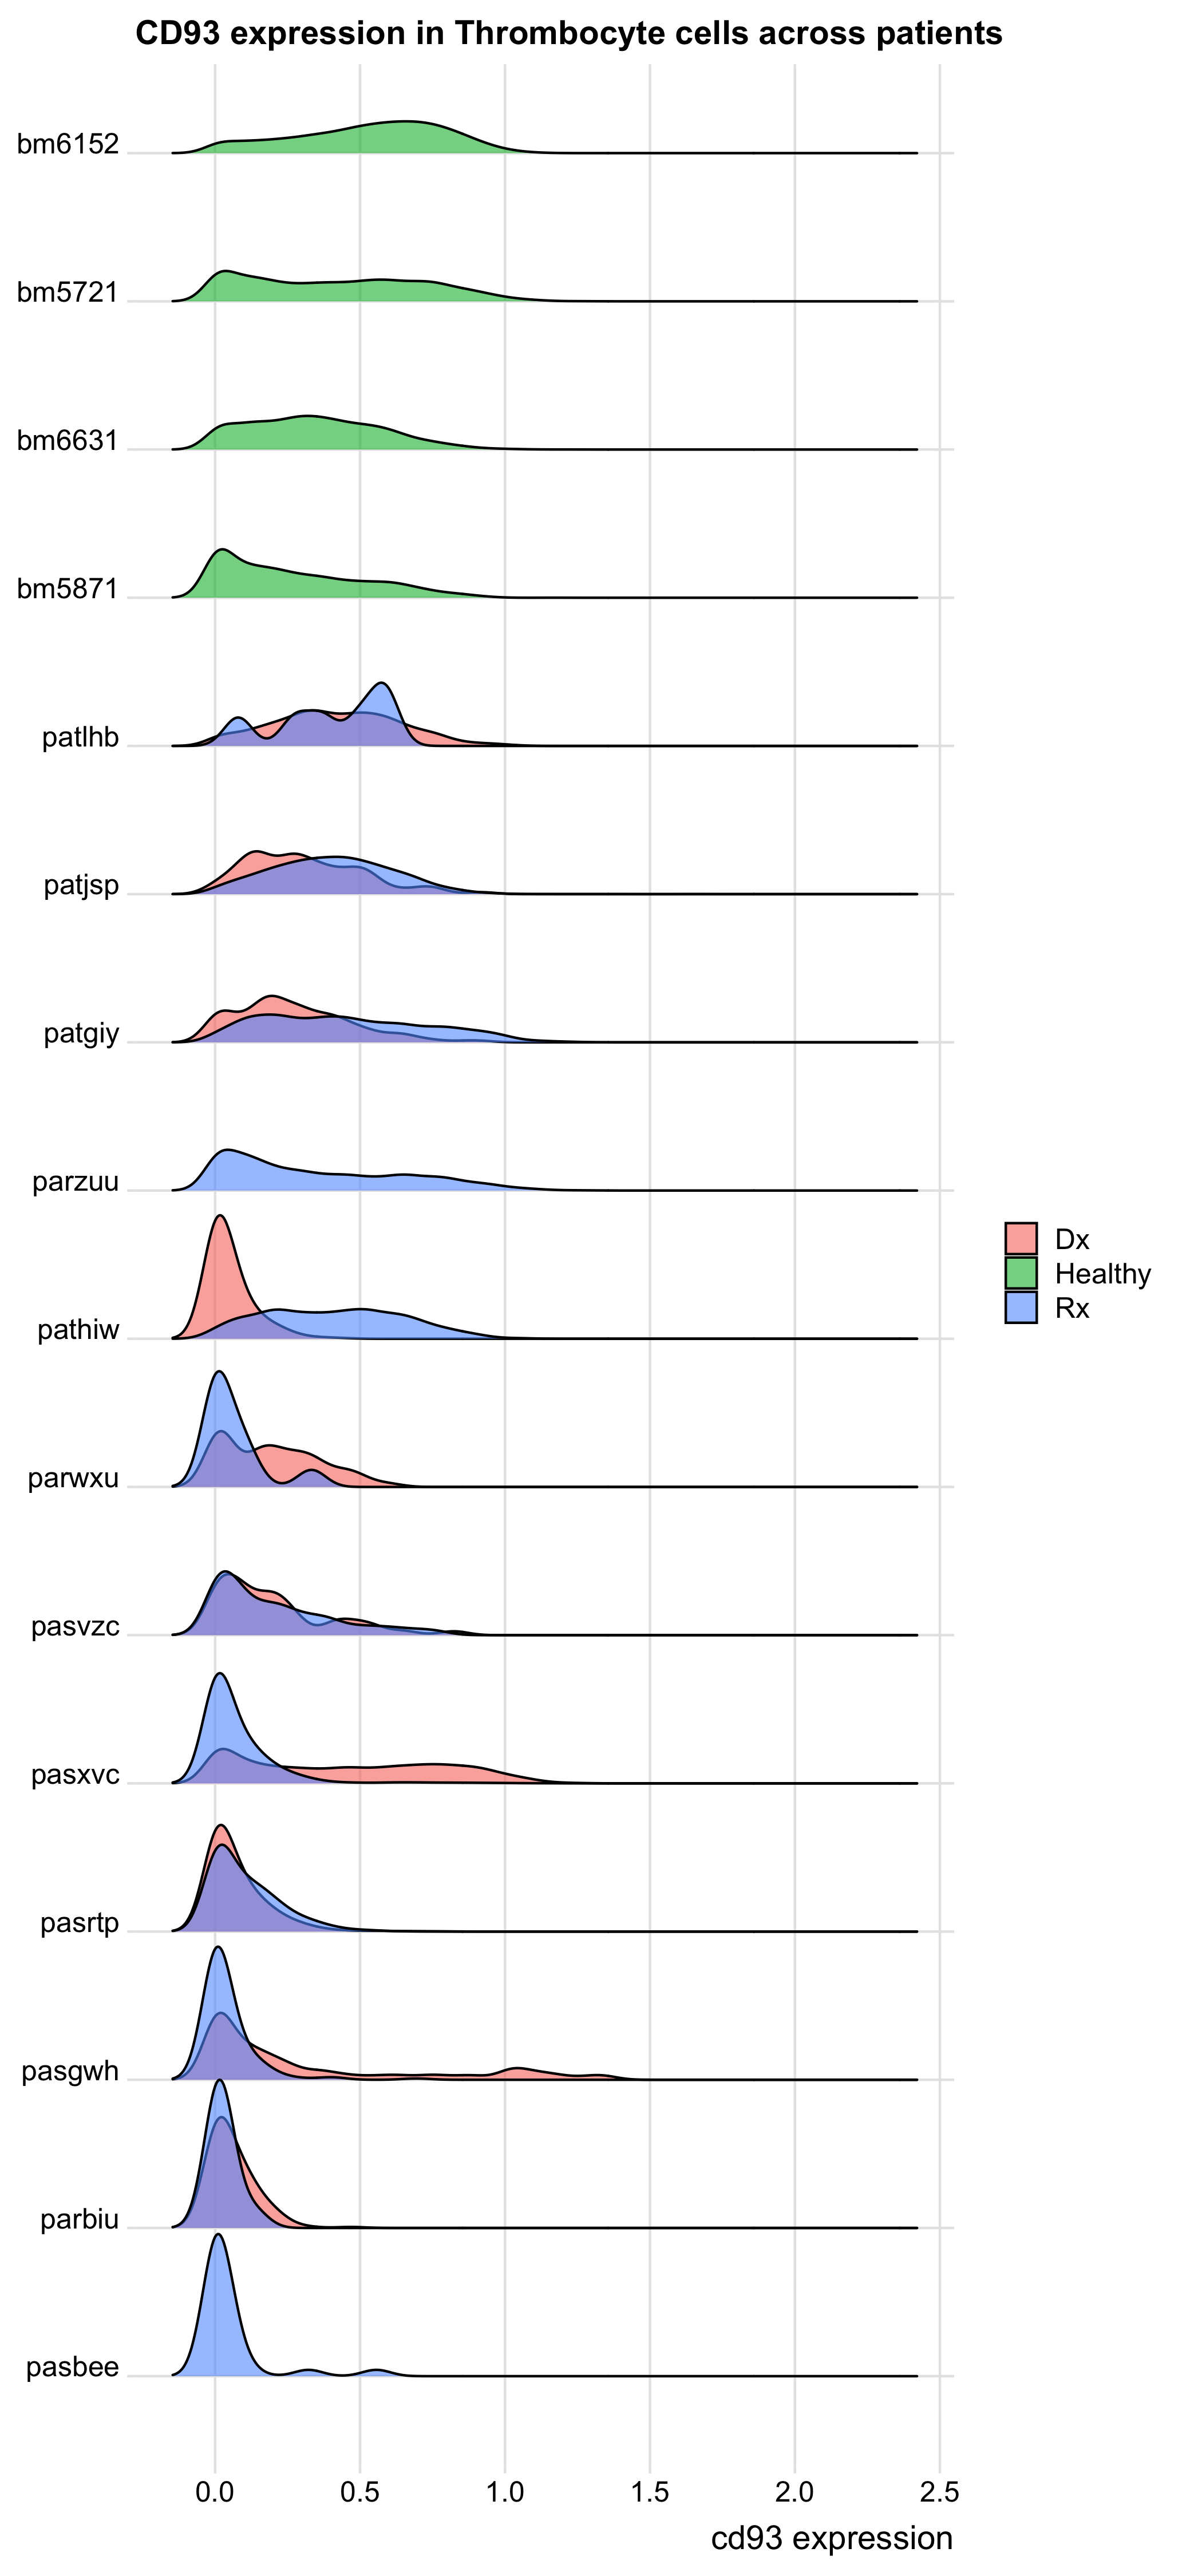 CD93 expression in Thrombocyte cells across patients
bm6152
bm5721
bm6631
bm5871
patlhb
patjsp
patgiy
parzuu
pathiw
parwxu
pasvzc
pasxvc
pasrtp
pasgwh
parbiu
pasbee
Dx
Healthy
Rx
0.0 0.5 1.0 1.5 2.0 2.5
cd93 expression